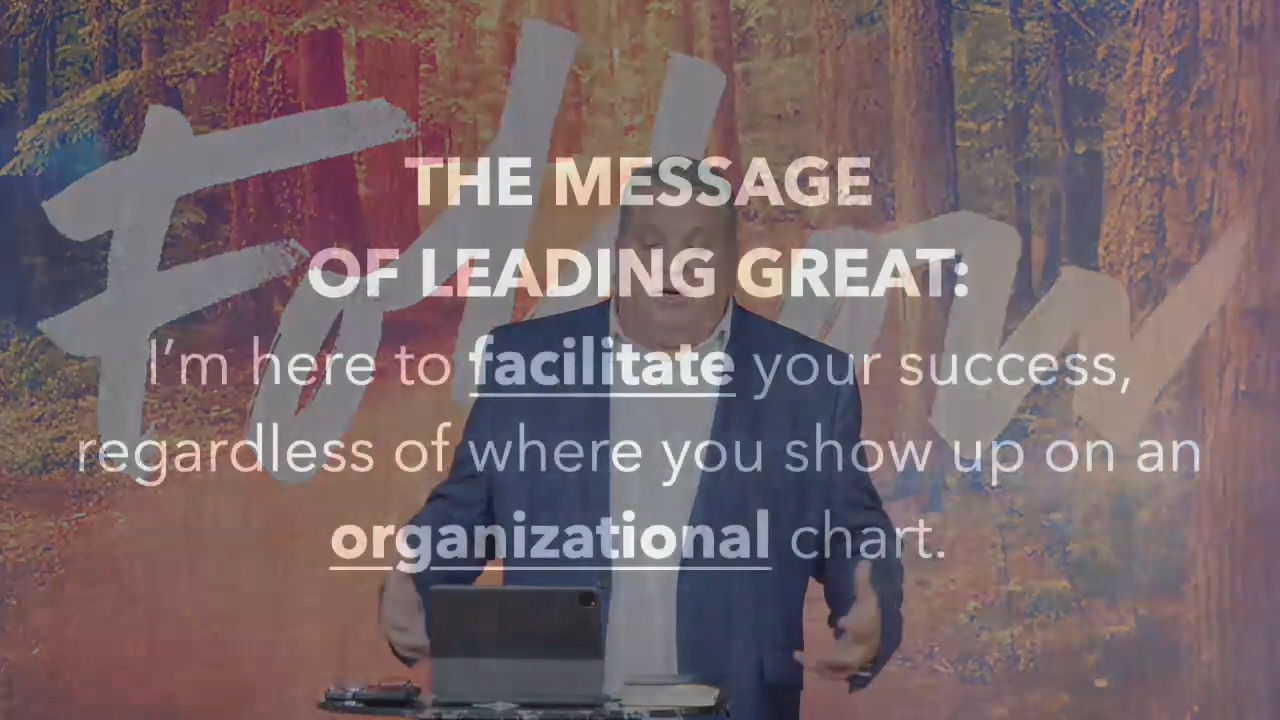 Follow
THE MESSAGE
OF LEADING GREAT:
I'm here to facilitate your success,
regardless of where you show up on an
organizational chart.